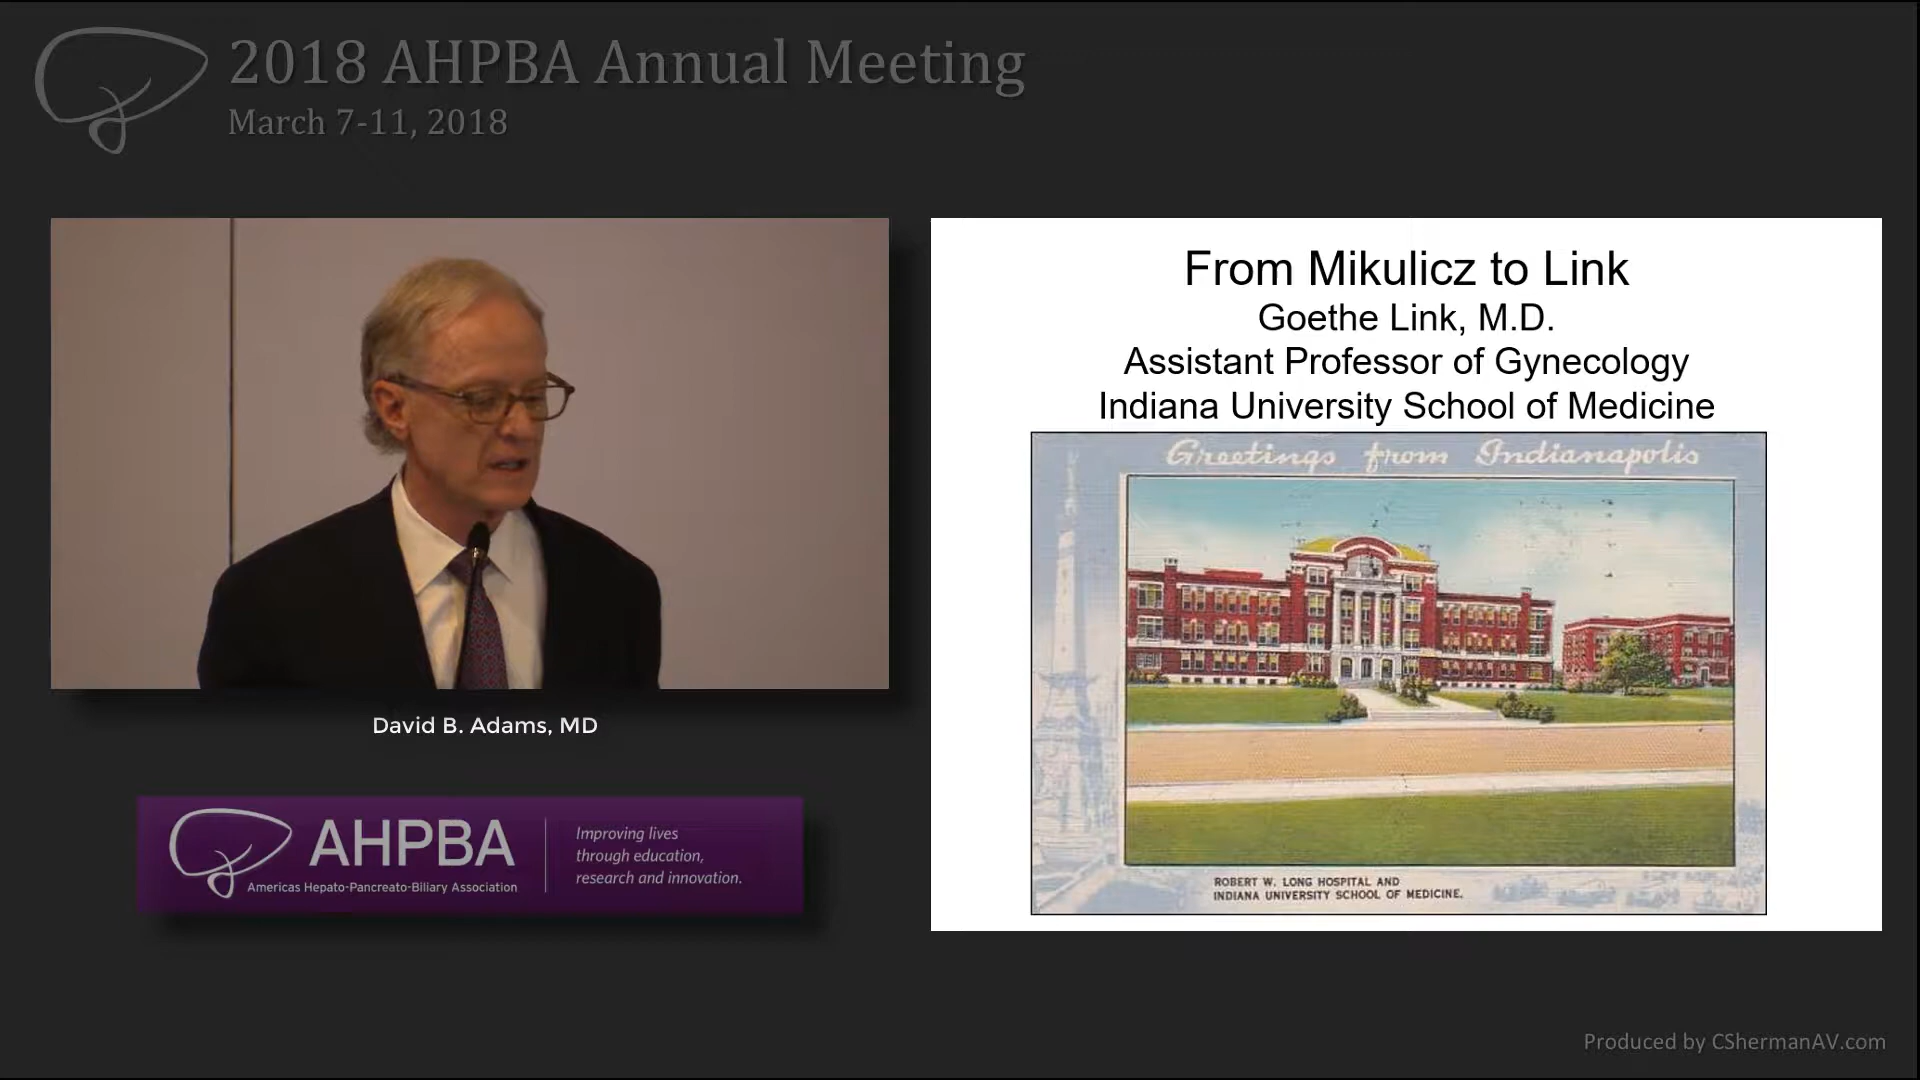 2018 AHPBA Annual Meeting
March 7-11, 2018
From Mikulicz to Link
Goethe Link, M.D.
Assistant Professor of Gynecology
Indiana University School of Medicine
Greetings from Indianapolis
ROBERT W. LONG HOSPITAL AND
INDIANA UNIVERSITY SCHOOL OF MEDICINE.
David B. Adams, MD
AHPBA
Americas Hepato-Pancreato-Biliary Association
Improving lives
through education,
research and innovation.
Produced by CShermanAV.com